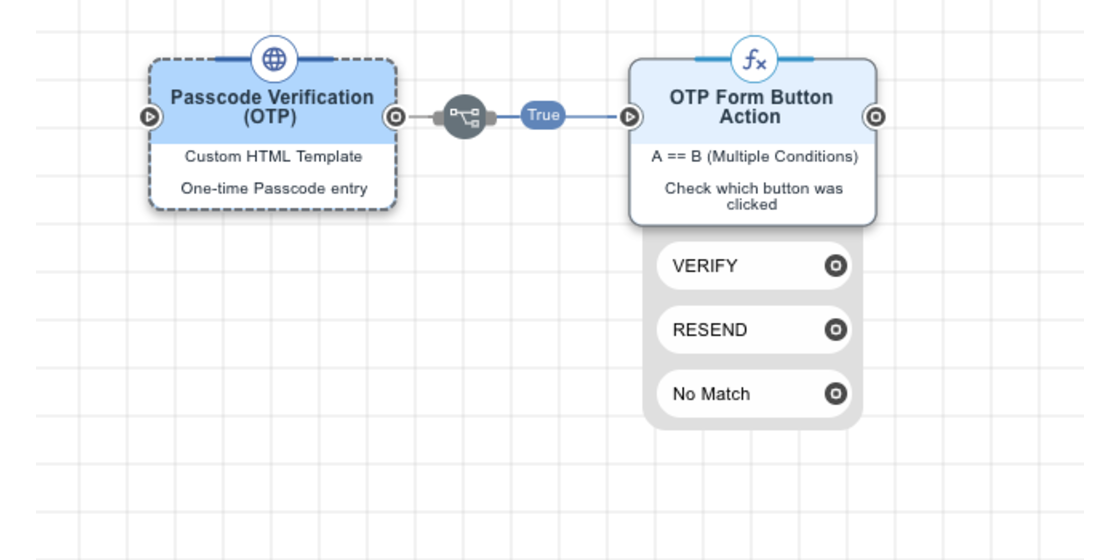 Passcode Verification
(OTP)
Custom HTML Template
One-time Passcode entry
True
fx
OTP Form Button
Action
A == B (Multiple Conditions)
Check which button was
clicked
VERIFY
RESEND
No Match